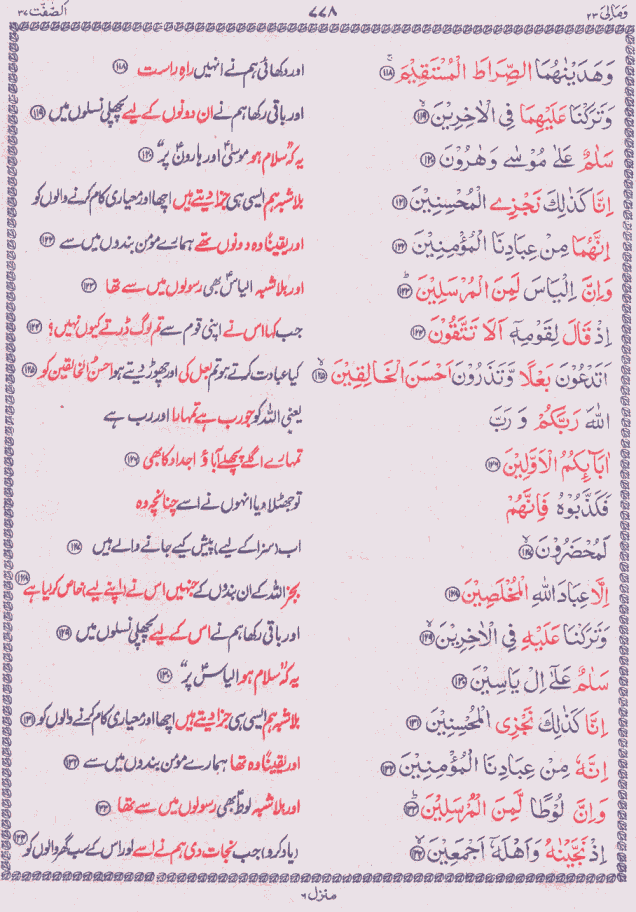 وَمَالِیَ ۲۳ ۷۷۸ الصّٰفّٰت ۳۷
وَهَدَيْنٰهُمَا الصِّرَاطَ الْمُسْتَقِيْمَ ۝۱۱۸ اور دکھائی ہم نے انہیں راہِ راست ۝۱۱۸
وَتَرَكْنَا عَلَيْهِمَا فِى الْاٰخِرِيْنَ ۝۱۱۹ اور باقی رکھا ہم نے ان دونوں کے لیے پچھلی نسلوں میں ۝۱۱۹
سَلٰمٌ عَلٰى مُوْسٰے وَهٰرُوْنَ ۝۱۲۰ یہ کہ "سلام ہو موسیٰؑ اور ہارونؑ پر" ۝۱۲۰
اِنَّا كَذٰلِكَ نَجْزِے الْمُحْسِنِيْنَ ۝۱۲۱ بلاشبہ ہم ایسی ہی جزا دیتے ہیں اچھا اور معیاری کام کرنے والوں کو
اِنَّهُمَا مِنْ عِبَادِنَا الْمُؤْمِنِيْنَ ۝۱۲۲ اور یقیناً وہ دونوں تھے ہمارے مومن بندوں میں سے ۝۱۲۲
وَاِنَّ اِلْيَاسَ لَمِنَ الْمُرْسَلِيْنَ ۝۱۲۳ اور بلاشبہ الیاسؑ بھی رسولوں میں سے تھا ۝۱۲۳
اِذْ قَالَ لِقَوْمِهٖۤ اَلَا تَتَّقُوْنَ ۝۱۲۴ جب کہا اس نے اپنی قوم سے تم لوگ ڈرتے کیوں نہیں؟ ۝۱۲۴
اَتَدْعُوْنَ بَعْلًا وَّتَذَرُوْنَ اَحْسَنَ الْخَالِقِيْنَ ۝۱۲۵ کیا عبادت کرتے ہو تم بعل کی اور چھوڑ دیتے ہو احسن الخالقین کو ۝۱۲۵
اللّٰهَ رَبَّكُمْ وَ رَبَّ یعنی اللہ کو جو رب ہے تمہارا اور رب ہے
اٰبَآئِكُمُ الْاَوَّلِيْنَ ۝۱۲۶ تمہارے اگلے پچھلے آباؤ اجداد کا بھی ۝۱۲۶
فَكَذَّبُوْهُ فَاِنَّهُمْ تو جھٹلا دیا انہوں نے اسے چنانچہ وہ
لَمُحْضَرُوْنَ ۝۱۲۷ اب (سزا کے لیے) پیش کیے جانے والے ہیں ۝۱۲۷
اِلَّا عِبَادَ اللّٰهِ الْمُخْلَصِيْنَ ۝۱۲۸ بجز اللہ کے ان بندوں کے جنہیں اس نے (اپنے لیے) خاص کر لیا ہے ۝۱۲۸
وَتَرَكْنَا عَلَيْهِ فِى الْاٰخِرِيْنَ ۝۱۲۹ اور باقی رکھا ہم نے اس کے لیے پچھلی نسلوں میں ۝۱۲۹
سَلٰمٌ عَلٰٓى اِلْ يَاسِيْنَ ۝۱۳۰ یہ کہ "سلام ہو الیاسؑ پر" ۝۱۳۰
اِنَّا كَذٰلِكَ نَجْزِى الْمُحْسِنِيْنَ ۝۱۳۱ بلاشبہ ہم ایسی ہی جزا دیتے ہیں اچھا اور معیاری کام کرنے والوں کو ۝۱۳۱
اِنَّهٗ مِنْ عِبَادِنَا الْمُؤْمِنِيْنَ ۝۱۳۲ اور یقیناً وہ تھا ہمارے مومن بندوں میں سے ۝۱۳۲
وَاِنَّ لُوْطًا لَّمِنَ الْمُرْسَلِيْنَ ۝۱۳۳ اور بلاشبہ لوطؑ بھی رسولوں میں سے تھا ۝۱۳۳
اِذْ نَجَّيْنٰهُ وَاَهْلَهٗۤ اَجْمَعِيْنَ ۝۱۳۴ (یاد کرو) جب نجات دی ہم نے اسے اور اس کے سب گھر والوں کو ۝۱۳۴
منزل ۶